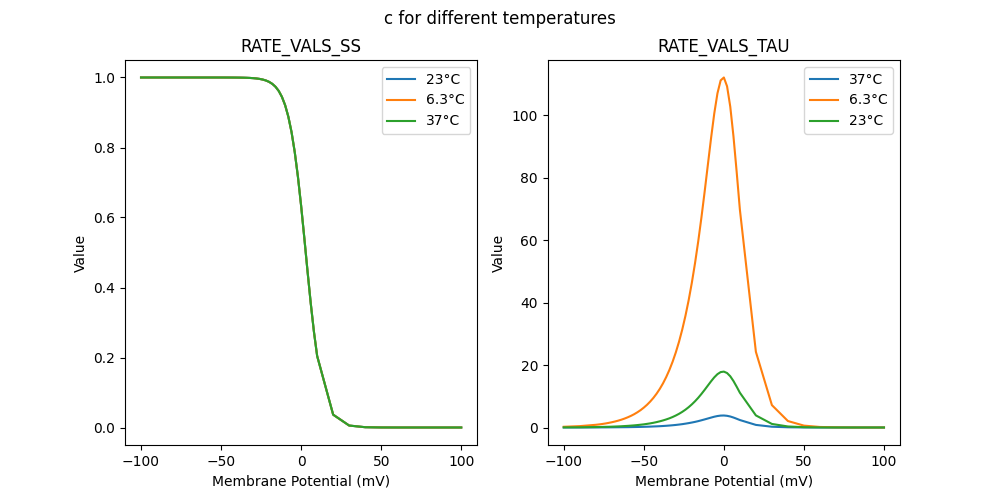 c for different temperatures
RATE_VALS_SS
RATE_VALS_TAU
1.0
0.8
0.6
0.4
0.2
0.0
Value
−100
−50
0
50
100
Membrane Potential (mV)
23°C
6.3°C
37°C
100
80
60
40
20
0
Value
−100
−50
0
50
100
Membrane Potential (mV)
37°C
6.3°C
23°C